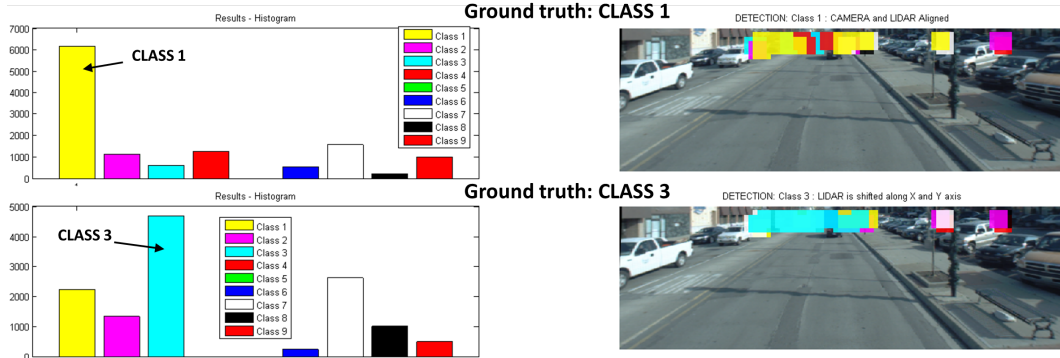 Ground truth: CLASS 1
Results - Histogram
7000
6000
5000
4000
3000
2000
1000
0
CLASS 1
Class 1
Class 2
Class 3
Class 4
Class 5
Class 6
Class 7
Class 8
Class 9
DETECTION: Class 1 : CAMERA and LIDAR Aligned
Ground truth: CLASS 3
Results - Histogram
5000
4000
3000
2000
1000
0
CLASS 3
Class 1
Class 2
Class 3
Class 4
Class 5
Class 6
Class 7
Class 8
Class 9
DETECTION: Class 3 : LIDAR is shifted along X and Y axis